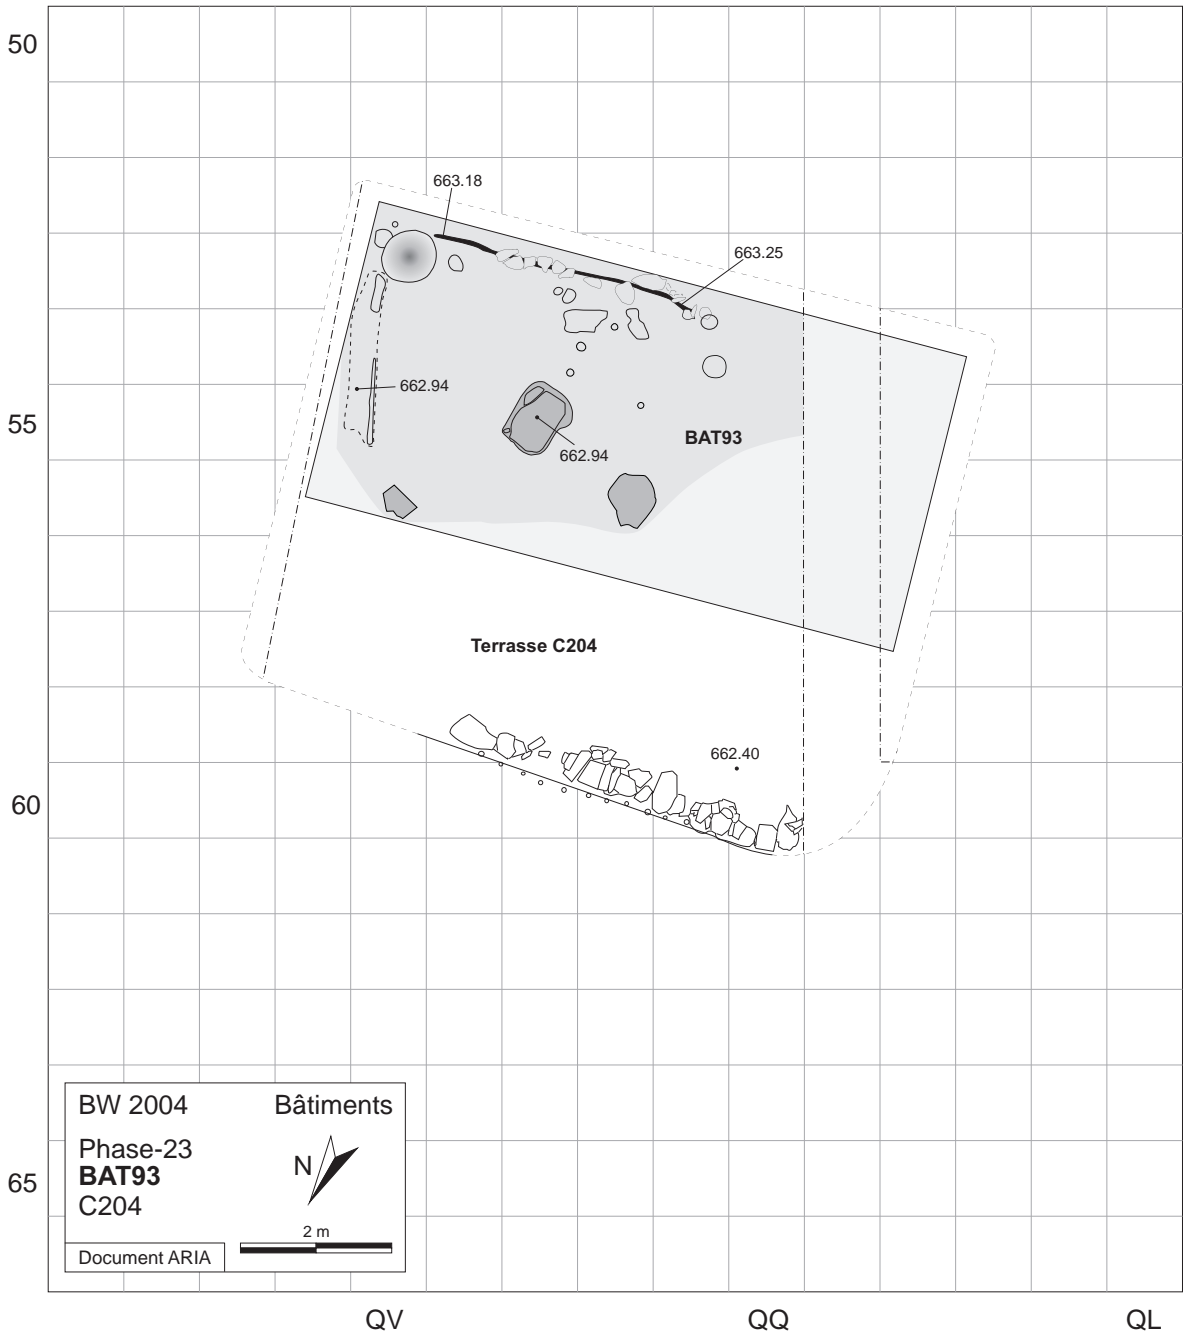 50
663.18
663.25
662.94
55
BAT93
662.94
Terrasse C204
662.40
60
BW 2004 Bâtiments
Phase-23
BAT93
C204
N
65
2 m
Document ARIA
QV QQ QL